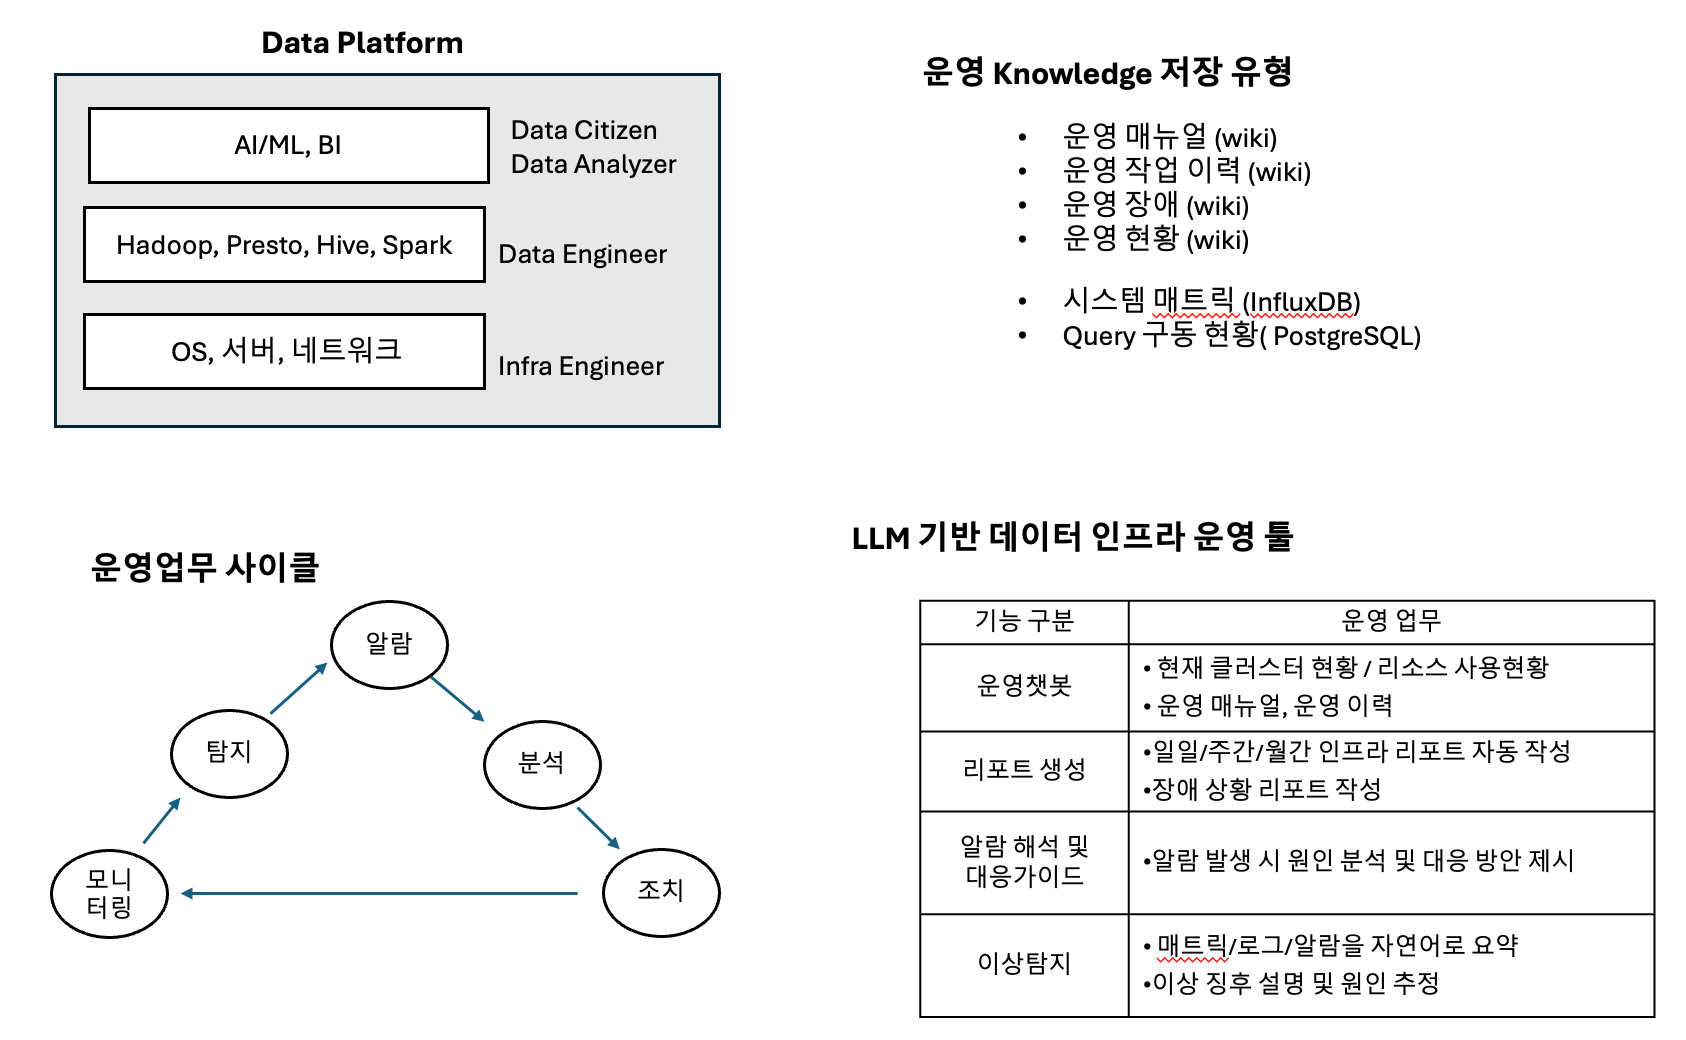 Data Platform
AI/ML, BI
Data Citizen
Data Analyzer
Hadoop, Presto, Hive, Spark
Data Engineer
OS, 서버, 네트워크
Infra Engineer
운영 Knowledge 저장 유형
• 운영 매뉴얼 (wiki)
• 운영 작업 이력 (wiki)
• 운영 장애 (wiki)
• 운영 현황 (wiki)
• 시스템 매트릭 (InfluxDB)
• Query 구동 현황( PostgreSQL)
운영업무 사이클
알람
탐지
분석
모니
터링
조치
LLM 기반 데이터 인프라 운영 툴
기능 구분
운영 업무
운영챗봇
• 현재 클러스터 현황 / 리소스 사용현황
• 운영 매뉴얼, 운영 이력
리포트 생성
•일일/주간/월간 인프라 리포트 자동 작성
•장애 상황 리포트 작성
알람 해석 및
대응가이드
•알람 발생 시 원인 분석 및 대응 방안 제시
이상탐지
• 매트릭/로그/알람을 자연어로 요약
•이상 징후 설명 및 원인 추정